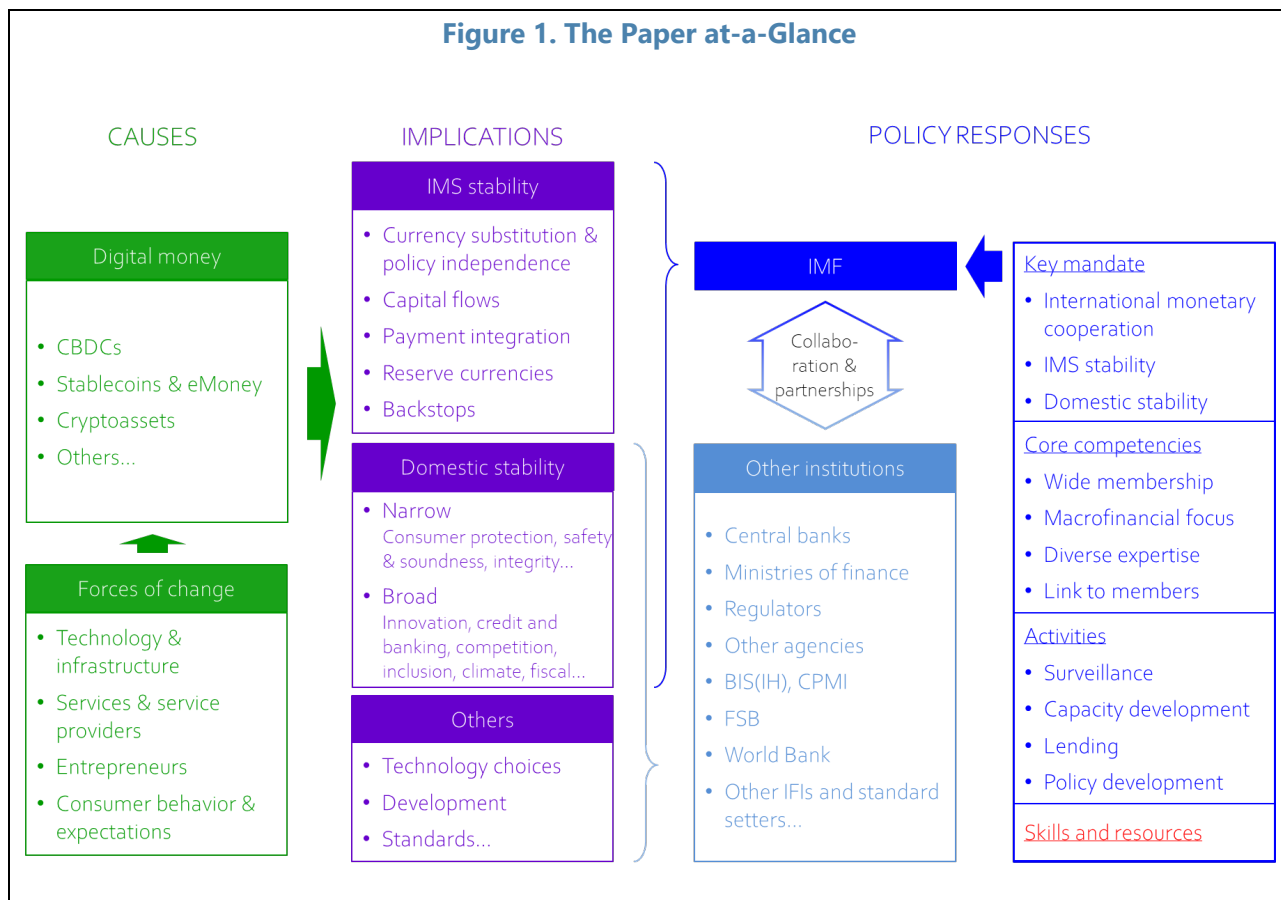 Figure 1. The Paper at-a-Glance
CAUSES
IMPLICATIONS
POLICY RESPONSES
Digital money
• CBDCs
• Stablecoins & eMoney
• Cryptoassets
• Others...
Forces of change
• Technology &
infrastructure
• Services & service
providers
• Entrepreneurs
• Consumer behavior &
expectations
IMS stability
• Currency substitution &
policy independence
• Capital flows
• Payment integration
• Reserve currencies
• Backstops
Domestic stability
• Narrow
Consumer protection, safety
& soundness, integrity...
• Broad
Innovation, credit and
banking, competition,
inclusion, climate, fiscal...
Others
• Technology choices
• Development
• Standards...
IMF
Collabo-
ration &
partnerships
Other institutions
• Central banks
• Ministries of finance
• Regulators
• Other agencies
• BIS(IH), CPMI
• FSB
• World Bank
• Other IFIs and standard
setters...
Key mandate
• International monetary
cooperation
• IMS stability
• Domestic stability
Core competencies
• Wide membership
• Macrofinancial focus
• Diverse expertise
• Link to members
Activities
• Surveillance
• Capacity development
• Lending
• Policy development
Skills and resources